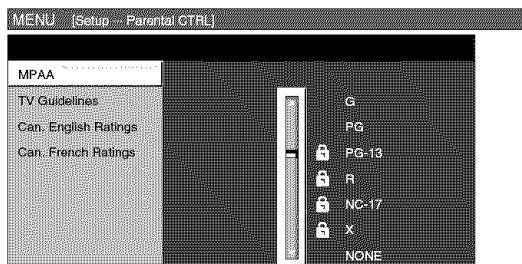 MENU [Setup --- Parental CTRL]
MPAA
TV Guidelines
Can. English Ratings
Can. French Ratings
G
PG
PG-13
R
NC-17
X
NONE